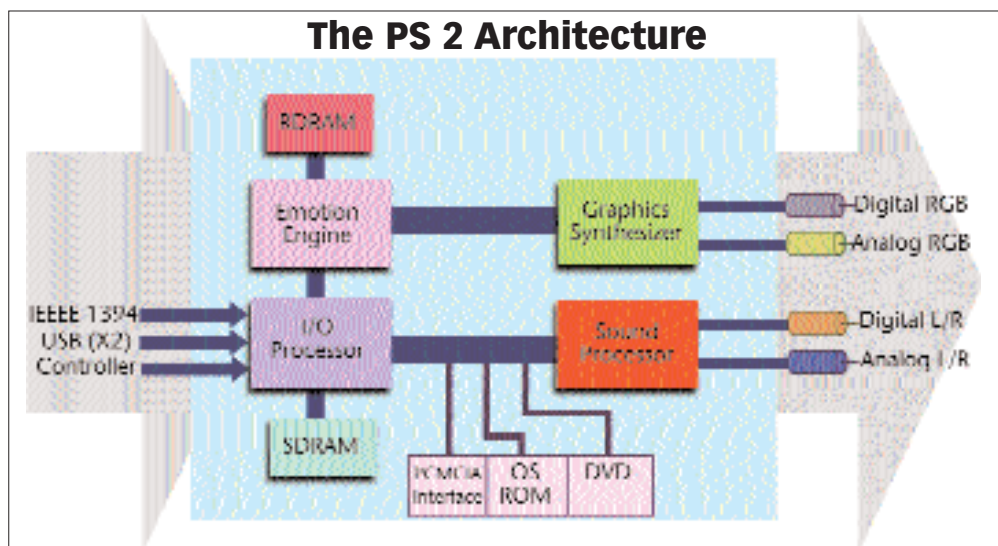 The PS 2 Architecture
RDRAM
Emotion
Engine
Graphics
Synthesizer
Digital RGB
Analog RGB
IEEEE 1394
USB (X2)
Controller
I/O
Processor
Sound
Processor
Digital L/R
Analog L/R
SDRAM
PCMCIA
Interface
OS
ROM
DVD